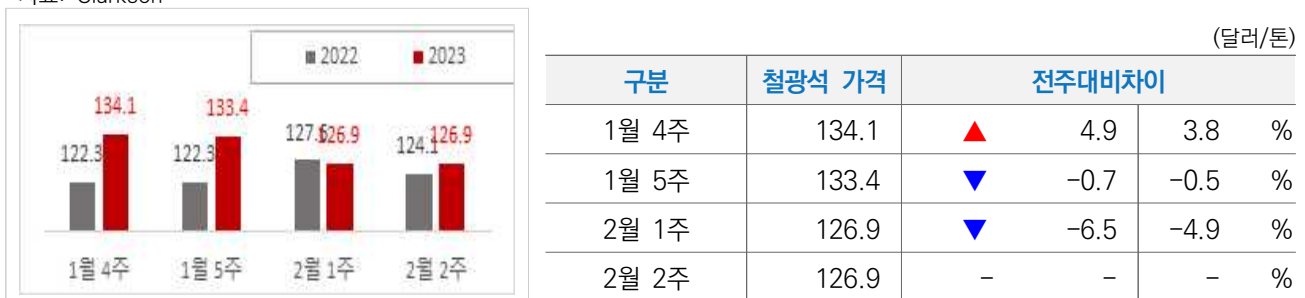 ■ 2022 ■ 2023
134.1 133.4
122.3 122.3 127.6 126.9 124.1 126.9
1월 4주 1월 5주 2월 1주 2월 2주
(달러/톤)
구분 철광석 가격 전주대비차이
1월 4주 134.1 ▲ 4.9 3.8 %
1월 5주 133.4 ▼ -0.7 -0.5 %
2월 1주 126.9 ▼ -6.5 -4.9 %
2월 2주 126.9 - - - %